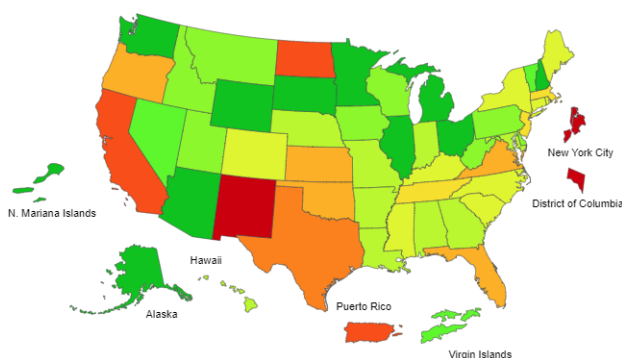 New York City
District of Columbia
N. Mariana Islands
Hawaii
Puerto Rico
Alaska
Virgin Islands